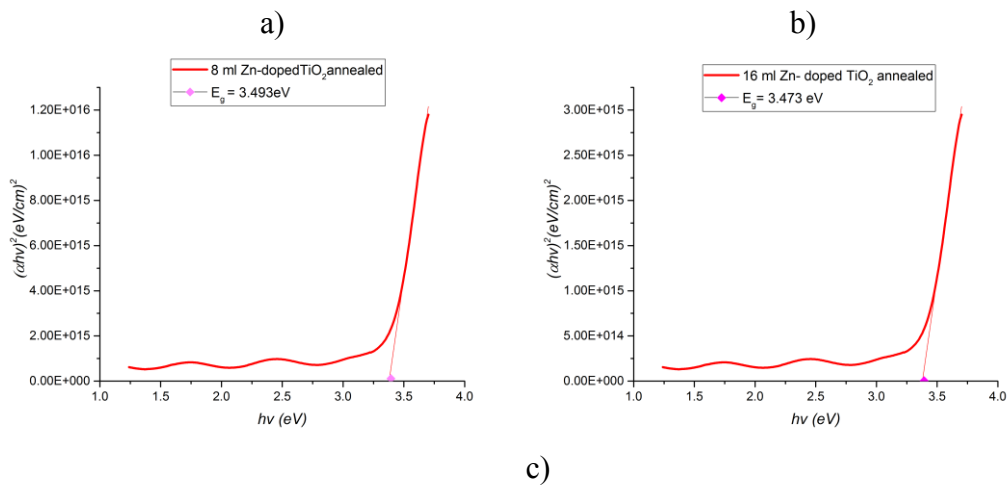 a)
8 ml Zn-dopedTiO₂annealed
E_g = 3.493eV
1.20E+016
1.00E+016
8.00E+015
6.00E+015
4.00E+015
2.00E+015
0.00E+000
(αhν)²(eV/cm)²
1.0 1.5 2.0 2.5 3.0 3.5 4.0
hν (eV)
b)
16 ml Zn- doped TiO₂ annealed
E_g = 3.473 eV
3.00E+015
2.50E+015
2.00E+015
1.50E+015
1.00E+015
5.00E+014
0.00E+000
(αhν)²(eV/cm)²
1.0 1.5 2.0 2.5 3.0 3.5 4.0
hν (eV)
c)